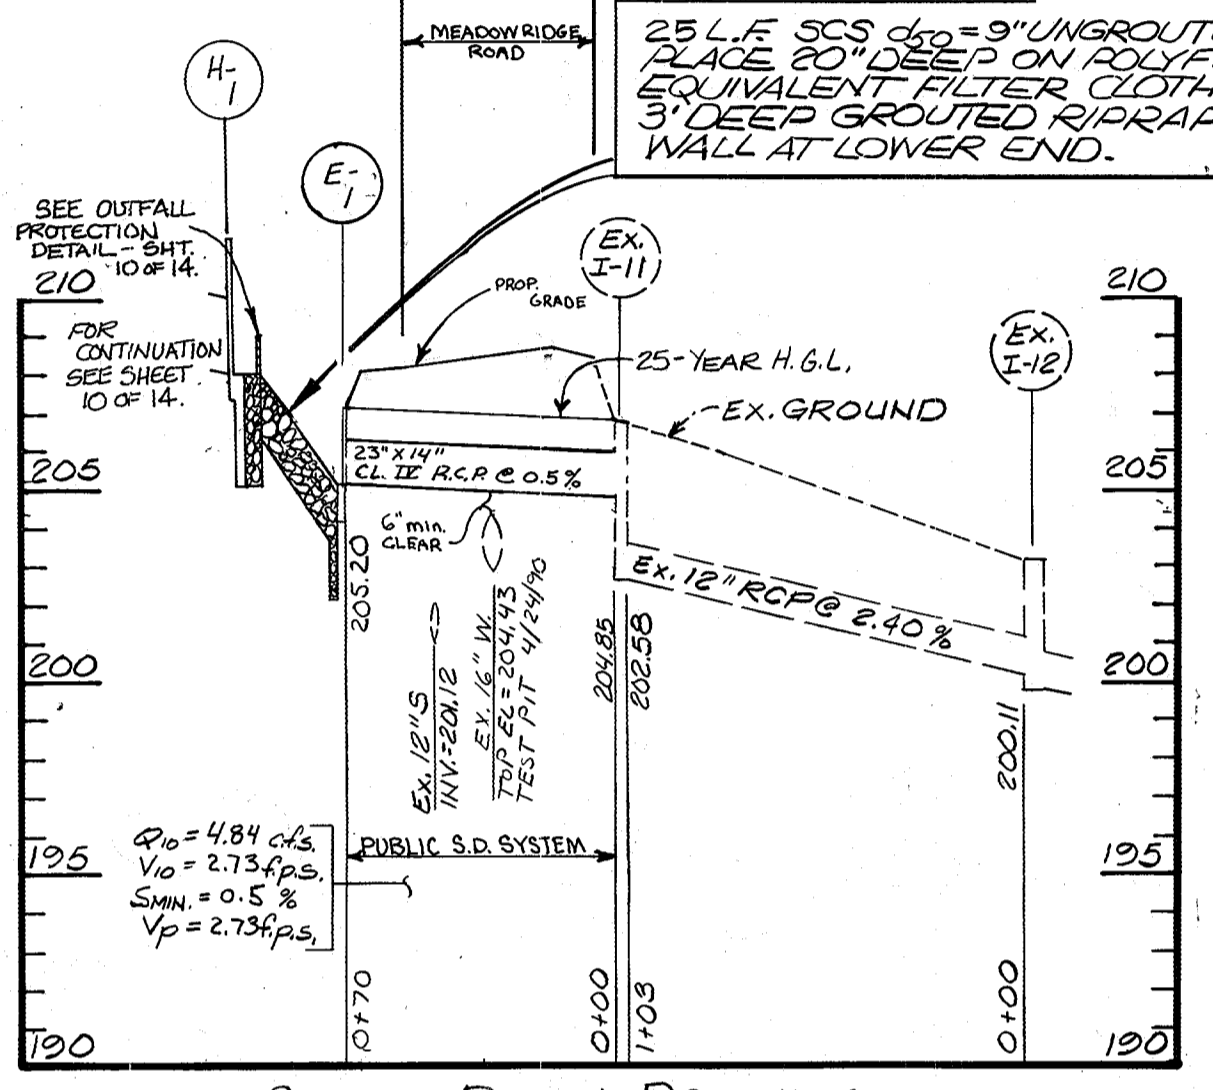 MEADOWRIDGE
ROAD
25 L.F. SCS d50 = 9" UNGROUT
PLACE 20" DEEP ON POLYF
EQUIVALENT FILTER CLOTH
3' DEEP GROUTED RIPRAP
WALL AT LOWER END.
H-
1
E-
1
SEE OUTFALL
PROTECTION
DETAIL - SHT.
10 OF 14.
Ex.
I-11
Ex.
I-12
210
210
PROP.
GRADE
FOR
CONTINUATION
SEE SHEET
10 OF 14.
25-YEAR H.G.L.
EX. GROUND
205
205
23" X 14"
CL. IV R.C.P. @ 0.5%
6" min.
CLEAR
205.20
Ex. 12" RCP @ 2.40%
Ex. 12" S
INV.=201.12
EX. 16" W.
TOP EL = 204.43
TEST PIT 4/24/90
204.85
202.58
200
200
200.11
Q10 = 4.84 c.f.s.
V10 = 2.73 f.p.s.
SMIN. = 0.5 %
Vp = 2.73 f.p.s.
PUBLIC S.D. SYSTEM
195
195
0+70
0+00
1+03
0+00
190
190